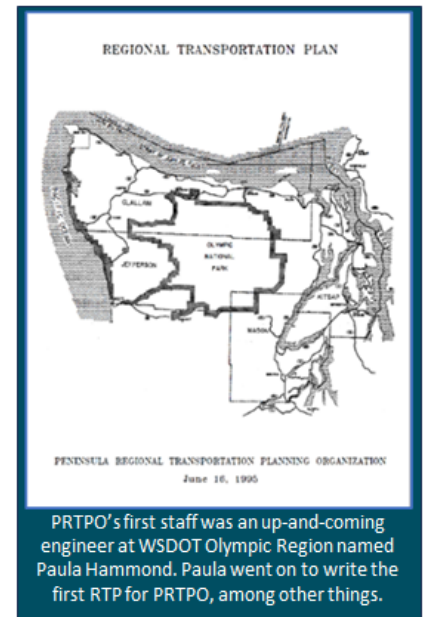 REGIONAL TRANSPORTATION PLAN
CLALLAM
OLYMPIC
NATIONAL
PARK
JEFFERSON
KITSAP
MASON
PENINSULA REGIONAL TRANSPORTATION PLANNING ORGANIZATION
June 16, 1995
PRTPO's first staff was an up-and-coming
engineer at WSDOT Olympic Region named
Paula Hammond. Paula went on to write the
first RTP for PRTPO, among other things.